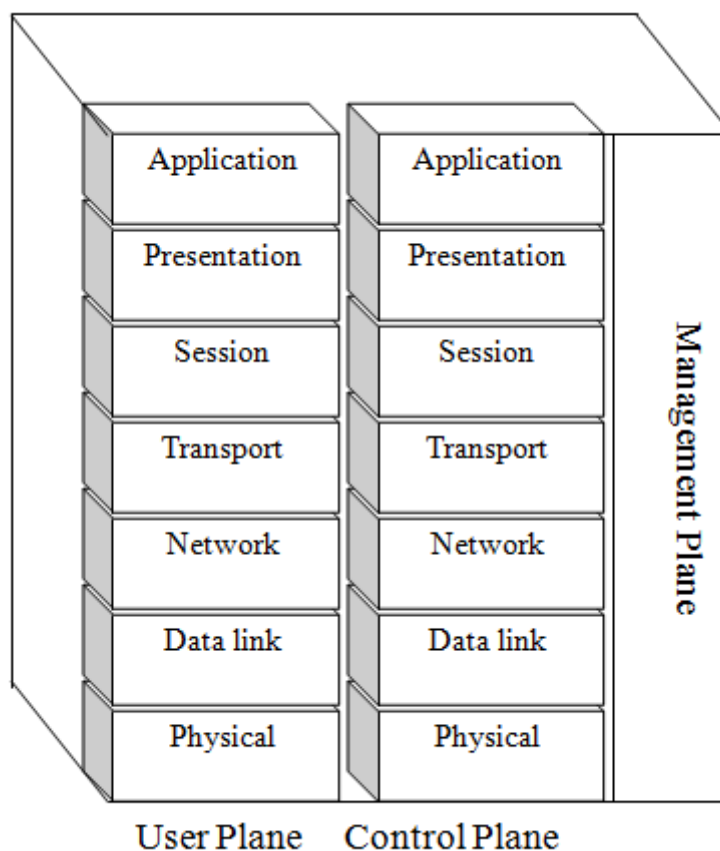 Application
Presentation
Session
Transport
Network
Data link
Physical
User Plane
Application
Presentation
Session
Transport
Network
Data link
Physical
Control Plane
Management Plane